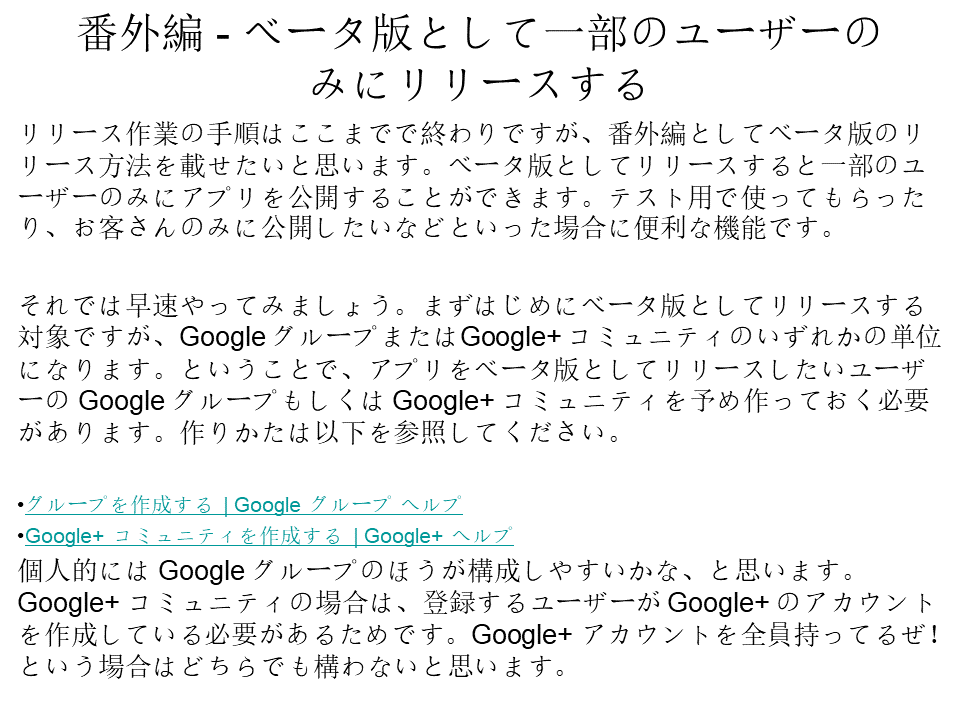 番外編 - ベータ版として一部のユーザーの
みにリリースする
リリース作業の手順はここまでで終わりですが、番外編としてベータ版のリ
リース方法を載せたいと思います。ベータ版としてリリースすると一部のユ
ーザーのみにアプリを公開することができます。テスト用で使ってもらった
り、お客さんのみに公開したいなどといった場合に便利な機能です。
それでは早速やってみましょう。まずはじめにベータ版としてリリースする
対象ですが、Google グループまたは Google+ コミュニティのいずれかの単位
になります。ということで、アプリをベータ版としてリリースしたいユーザ
ーの Google グループもしくは Google+ コミュニティを予め作っておく必要
があります。作りかたは以下を参照してください。
•グループを作成する | Google グループ ヘルプ
•Google+ コミュニティを作成する | Google+ ヘルプ
個人的には Google グループのほうが構成しやすいかな、と思います。
Google+ コミュニティの場合は、登録するユーザーが Google+ のアカウント
を作成している必要があるためです。Google+ アカウントを全員持ってるぜ！
という場合はどちらでも構わないと思います。